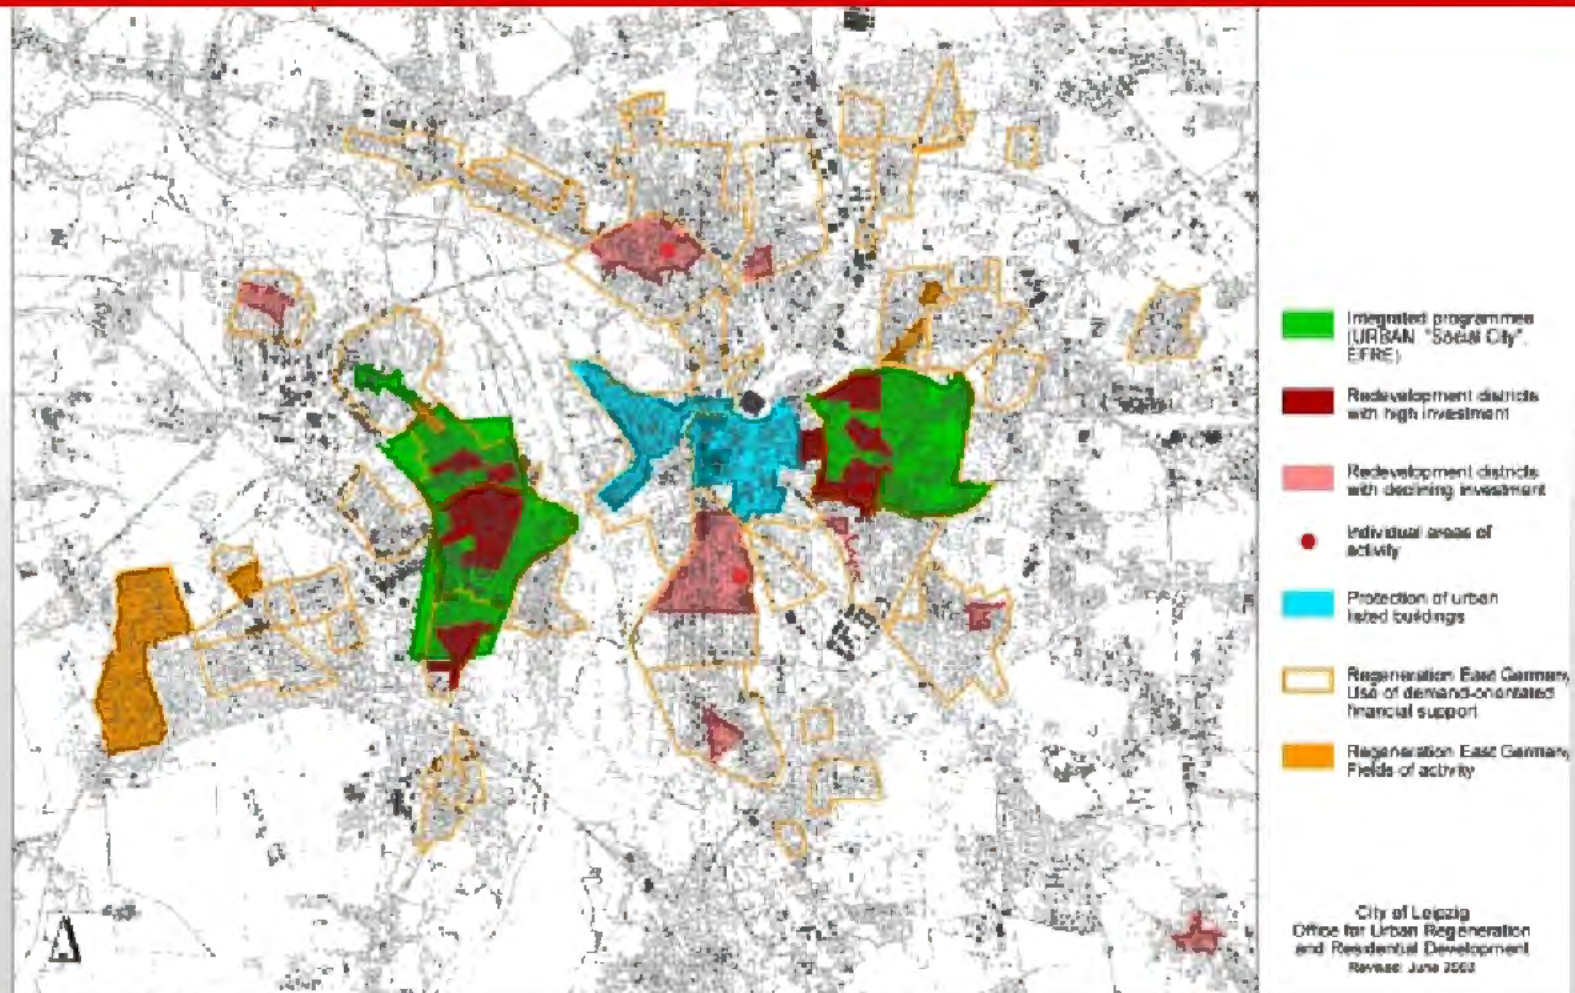 Integrated programmes
(URBAN, "Social City",
EFRE)
Redevelopment districts
with high investment
Redevelopment districts
with declining investment
Individual areas of
activity
Protection of urban
listed buildings
Regeneration East Germany,
Use of demand-orientated
financial support
Regeneration East Germany,
Fields of activity
City of Leipzig
Office for Urban Regeneration
and Residential Development
Revised: June